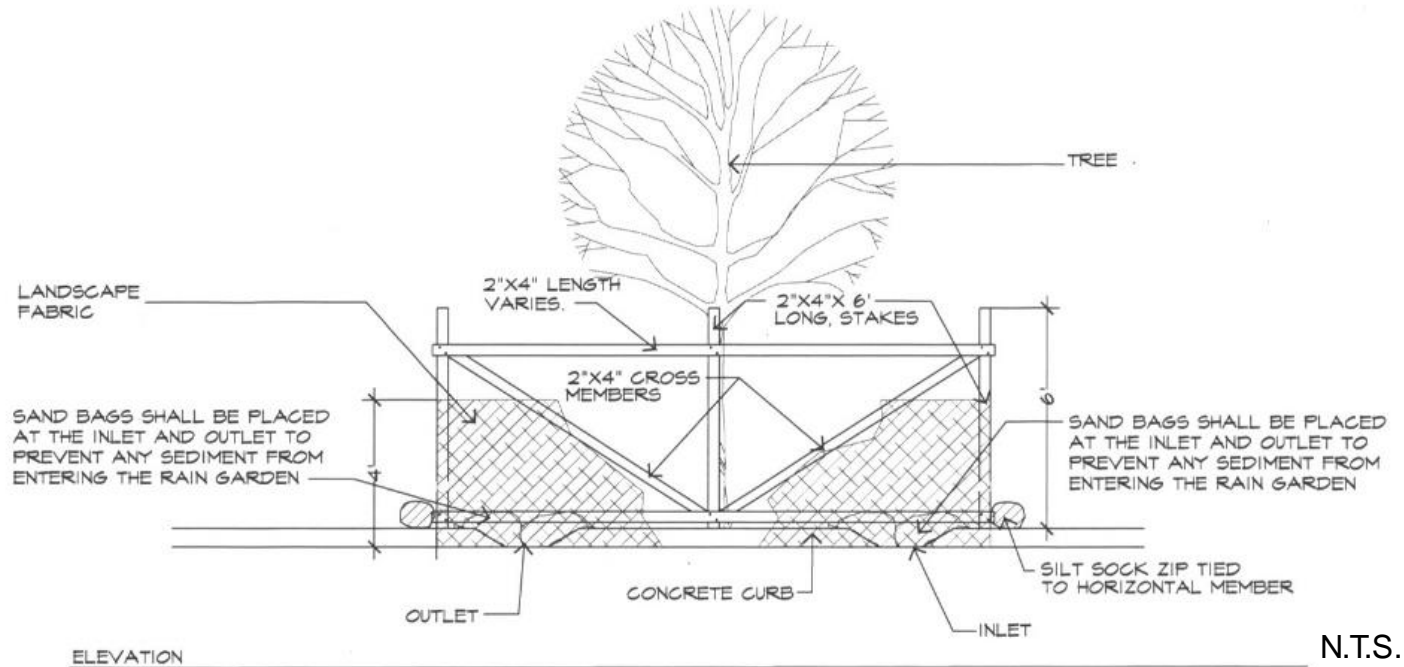 TREE
LANDSCAPE
FABRIC
2"X4" LENGTH
VARIES.
2"X4"X 6'
LONG, STAKES
2"X4" CROSS
MEMBERS
6'
4'
SAND BAGS SHALL BE PLACED
AT THE INLET AND OUTLET TO
PREVENT ANY SEDIMENT FROM
ENTERING THE RAIN GARDEN
SAND BAGS SHALL BE PLACED
AT THE INLET AND OUTLET TO
PREVENT ANY SEDIMENT FROM
ENTERING THE RAIN GARDEN
SILT SOCK ZIP TIED
TO HORIZONTAL MEMBER
CONCRETE CURB
OUTLET
INLET
ELEVATION
N.T.S.